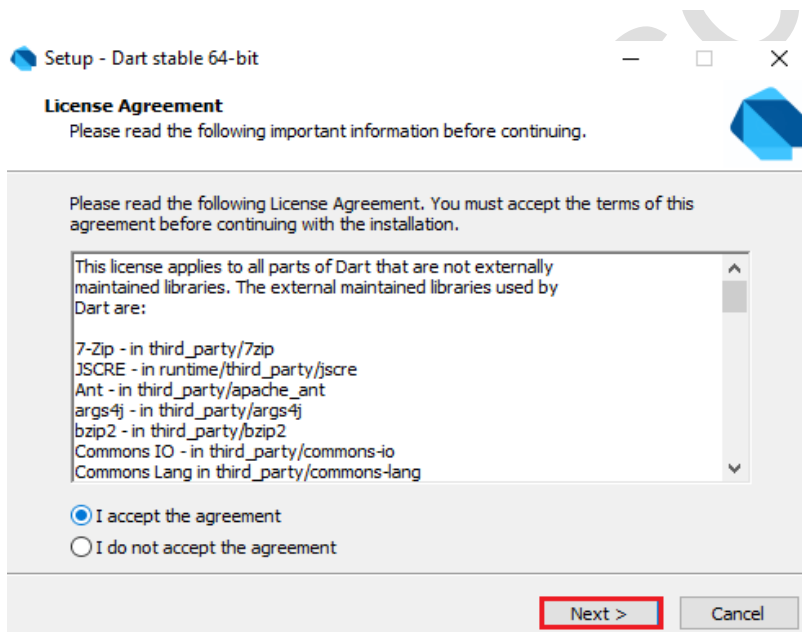 Setup - Dart stable 64-bit
License Agreement
Please read the following important information before continuing.
Please read the following License Agreement. You must accept the terms of this
agreement before continuing with the installation.
This license applies to all parts of Dart that are not externally
maintained libraries. The external maintained libraries used by
Dart are:
7-Zip - in third_party/7zip
JSCRE - in runtime/third_party/jscre
Ant - in third_party/apache_ant
args4j - in third_party/args4j
bzip2 - in third_party/bzip2
Commons IO - in third_party/commons-io
Commons Lang in third_party/commons-lang
I accept the agreement
I do not accept the agreement
Next >
Cancel